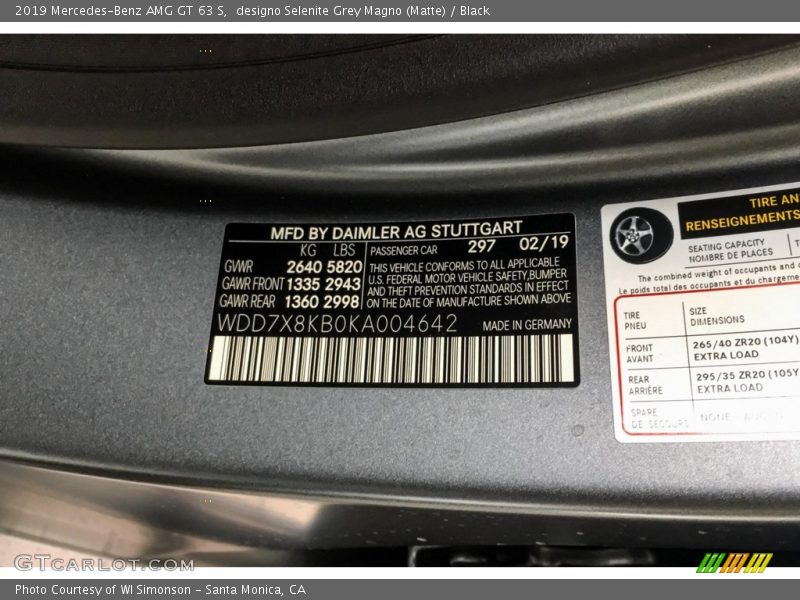 2019 Mercedes-Benz AMG GT 63 S, designo Selenite Grey Magno (Matte) / Black
MFD BY DAIMLER AG STUTTGART
KG LBS
GVWR 2640 5820
GAWR FRONT 1335 2943
GAWR REAR 1360 2998
PASSENGER CAR 297 02/19
THIS VEHICLE CONFORMS TO ALL APPLICABLE
U.S. FEDERAL MOTOR VEHICLE SAFETY,BUMPER
AND THEFT PREVENTION STANDARDS IN EFFECT
ON THE DATE OF MANUFACTURE SHOWN ABOVE
WDD7X8KB0KA004642 MADE IN GERMANY
TIRE AN
RENSEIGNEMENTS
SEATING CAPACITY
NOMBRE DE PLACES
The combined weight of occupants and
Le poids total des occupants et du chargeme
TIRE
PNEU
SIZE
DIMENSIONS
FRONT
AVANT
265/40 ZR20 (104Y)
EXTRA LOAD
REAR
ARRIÈRE
295/35 ZR20 (105Y
EXTRA LOAD
SPARE
DE SECOURS
NONE
GTCARLOT.COM
Photo Courtesy of WI Simonson - Santa Monica, CA